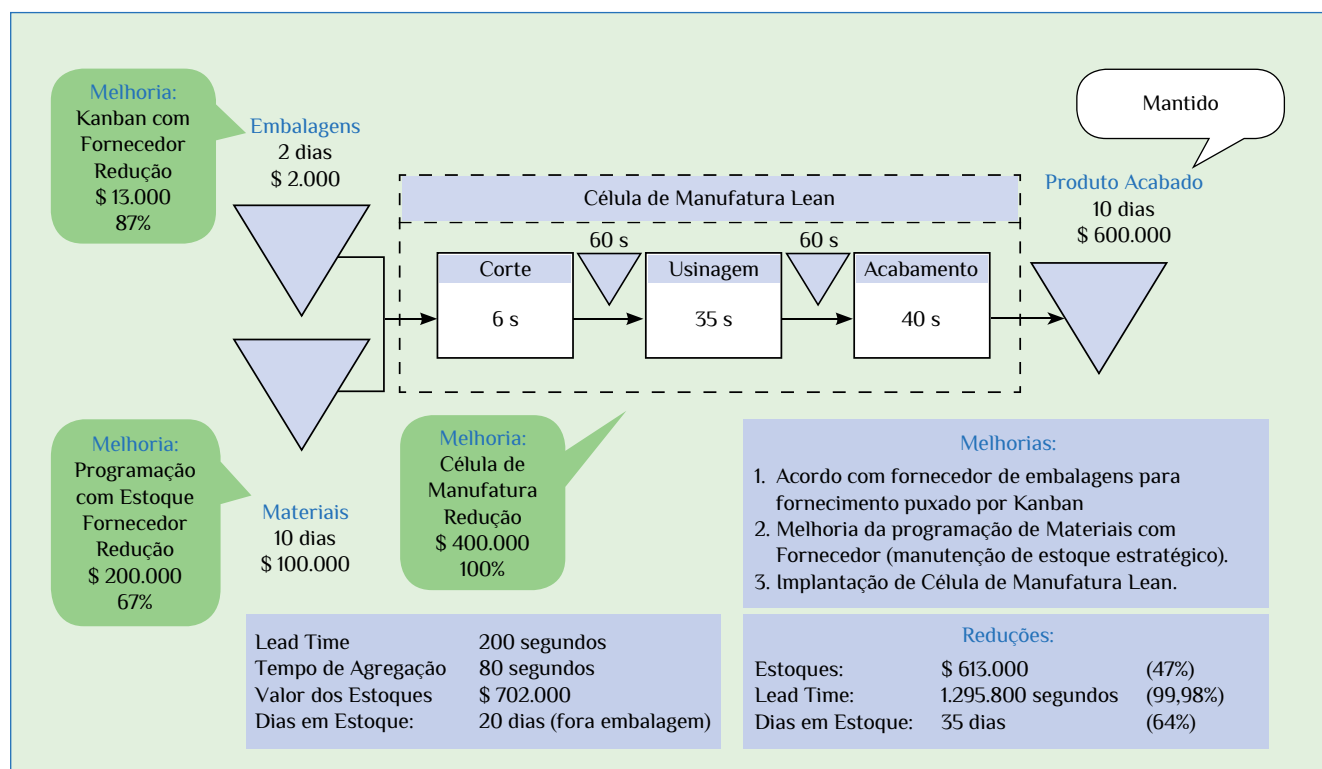 Melhoria:
Kanban com
Fornecedor
Redução
$ 13.000
87%
Embalagens
2 dias
$ 2.000
Mantido
Produto Acabado
10 dias
$ 600.000
Célula de Manufatura Lean
60 s
60 s
Corte
Usinagem
Acabamento
6 s
35 s
40 s
Melhoria:
Programação
com Estoque
Fornecedor
Redução
$ 200.000
67%
Materiais
10 dias
$ 100.000
Melhoria:
Célula de
Manufatura
Redução
$ 400.000
100%
Melhorias:
1. Acordo com fornecedor de embalagens para
fornecimento puxado por Kanban
2. Melhoria da programação de Materiais com
Fornecedor (manutenção de estoque estratégico).
3. Implantação de Célula de Manufatura Lean.
Lead Time 200 segundos
Tempo de Agregação 80 segundos
Valor dos Estoques $ 702.000
Dias em Estoque: 20 dias (fora embalagem)
Reduções:
Estoques: $ 613.000 (47%)
Lead Time: 1.295.800 segundos (99,98%)
Dias em Estoque: 35 dias (64%)